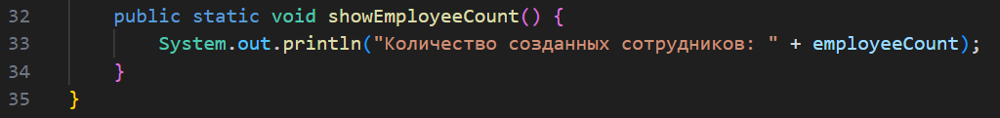 32 public static void showEmployeeCount() {
33 System.out.println("Количество созданных сотрудников: " + employeeCount);
34 }
35 }